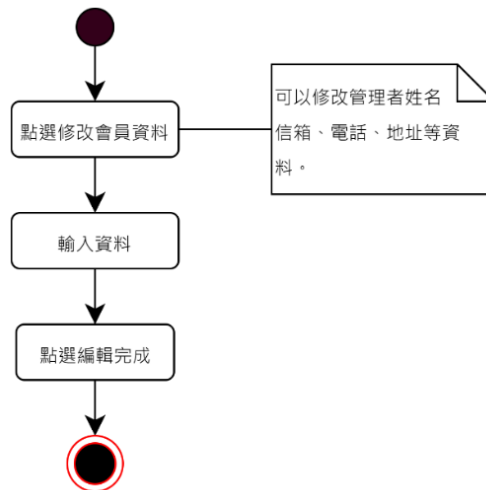 點選修改會員資料
可以修改管理者姓名
信箱、電話、地址等資
料。
輸入資料
點選編輯完成